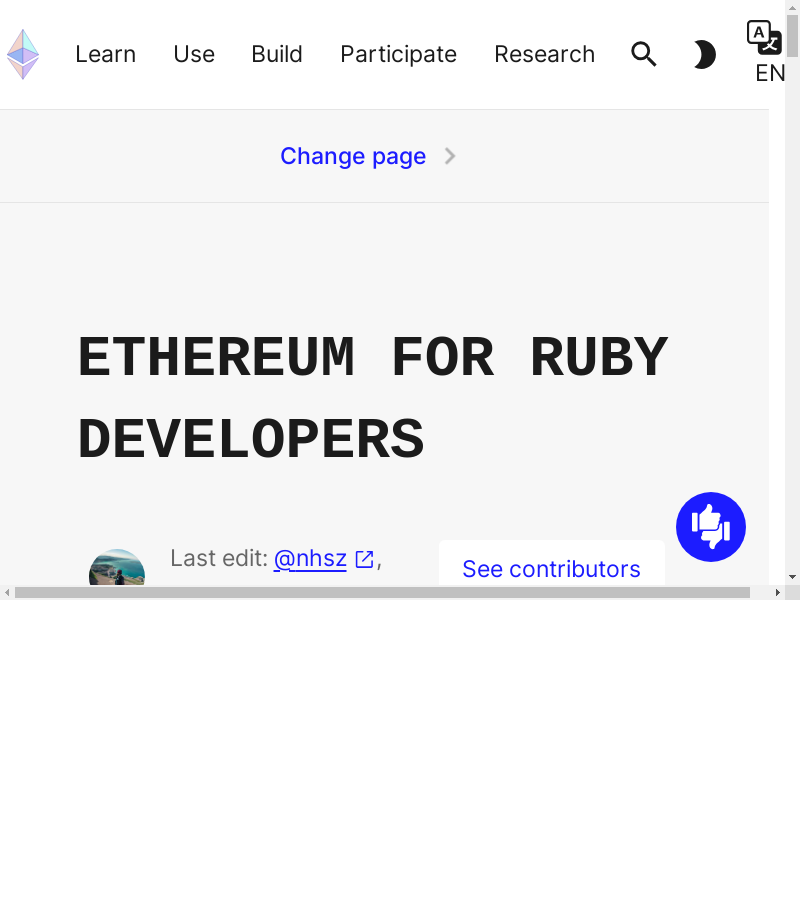 Learn Use Build Participate Research
EN
Change page
ETHEREUM FOR RUBY
DEVELOPERS
Last edit: @nhsz ,
See contributors